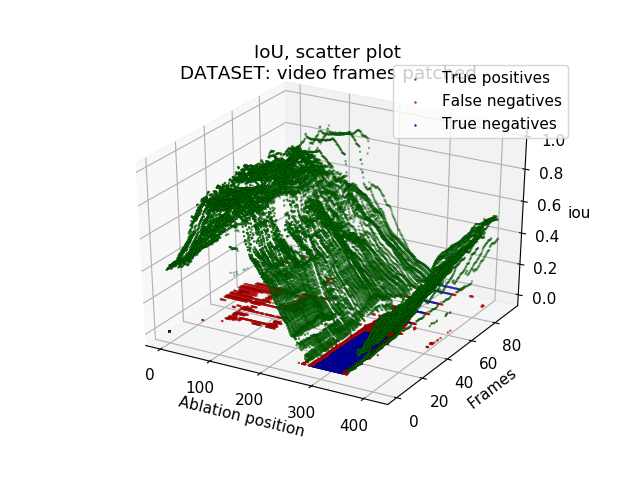 IoU, scatter plot
DATASET: video frames patched
True positives
False negatives
True negatives
1.0
0.8
iou
0.6
0.4
0.2
0.0
80
60
40
20
0
Frames
0
100
200
300
400
Ablation position